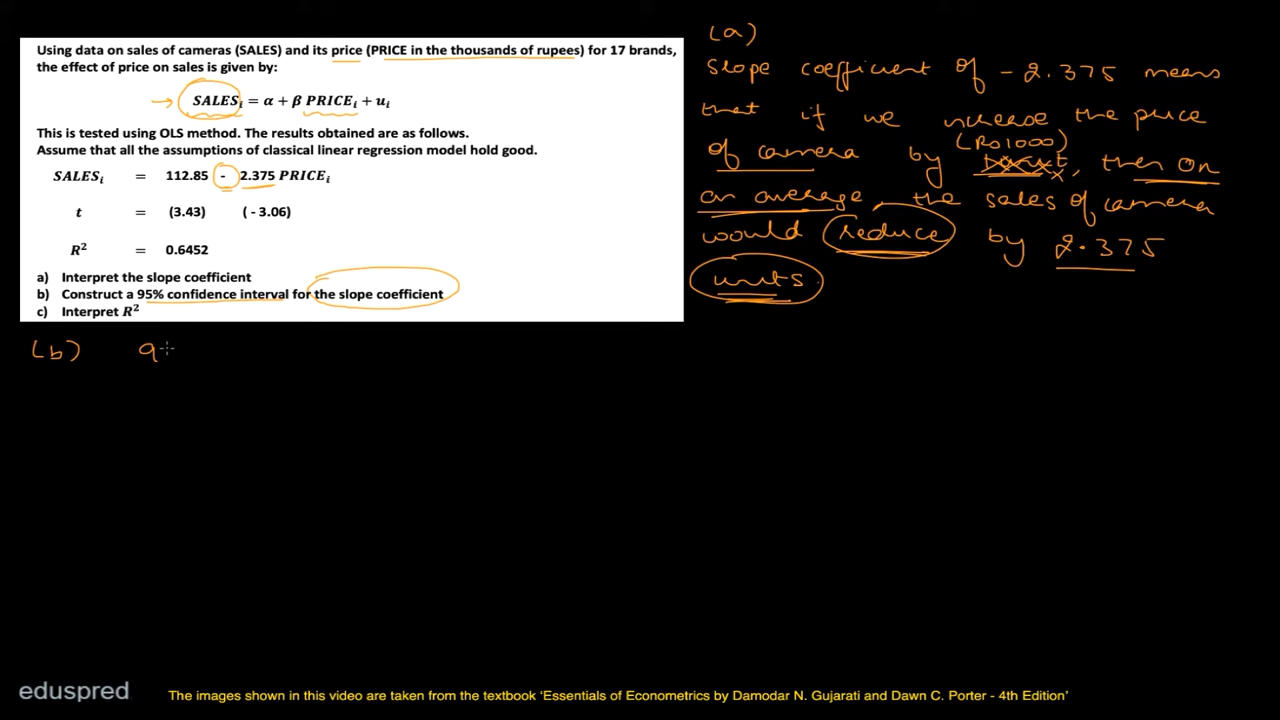 Using data on sales of cameras (SALES) and its price (PRICE in the thousands of rupees) for 17 brands,
the effect of price on sales is given by:
SALESᵢ = α + β PRICEᵢ + uᵢ
This is tested using OLS method. The results obtained are as follows.
Assume that all the assumptions of classical linear regression model hold good.
SALESᵢ = 112.85 - 2.375 PRICEᵢ
t = (3.43) ( - 3.06)
R² = 0.6452
a) Interpret the slope coefficient
b) Construct a 95% confidence interval for the slope coefficient
c) Interpret R²
(a)
Slope coefficient of - 2.375 means
that if we increase the price
(Rs1000)
of camera by , then on
an average, the sales of camera
would reduce by 2.375
units.
(b) 9
eduspred
The images shown in this video are taken from the textbook 'Essentials of Econometrics by Damodar N. Gujarati and Dawn C. Porter - 4th Edition'